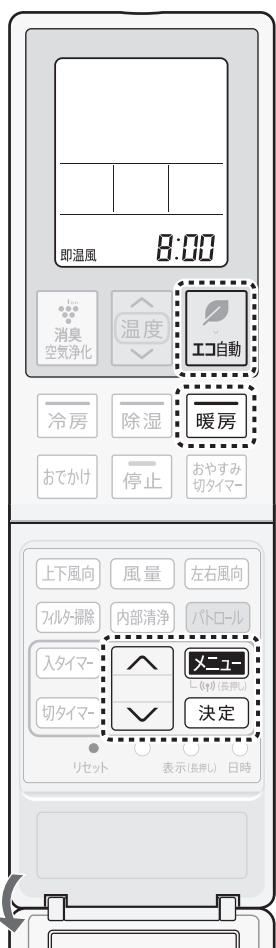 即温風 8:00
Ion
消臭
空気浄化
温度
エコ自動
冷房 除湿 暖房
おでかけ 停止 おやすみ
切タイマー
上下風向 風量 左右風向
フィルター掃除 内部清浄 パトロール
入タイマー メニュー
(長押し)
切タイマー 決定
リセット 表示(長押し) 日時